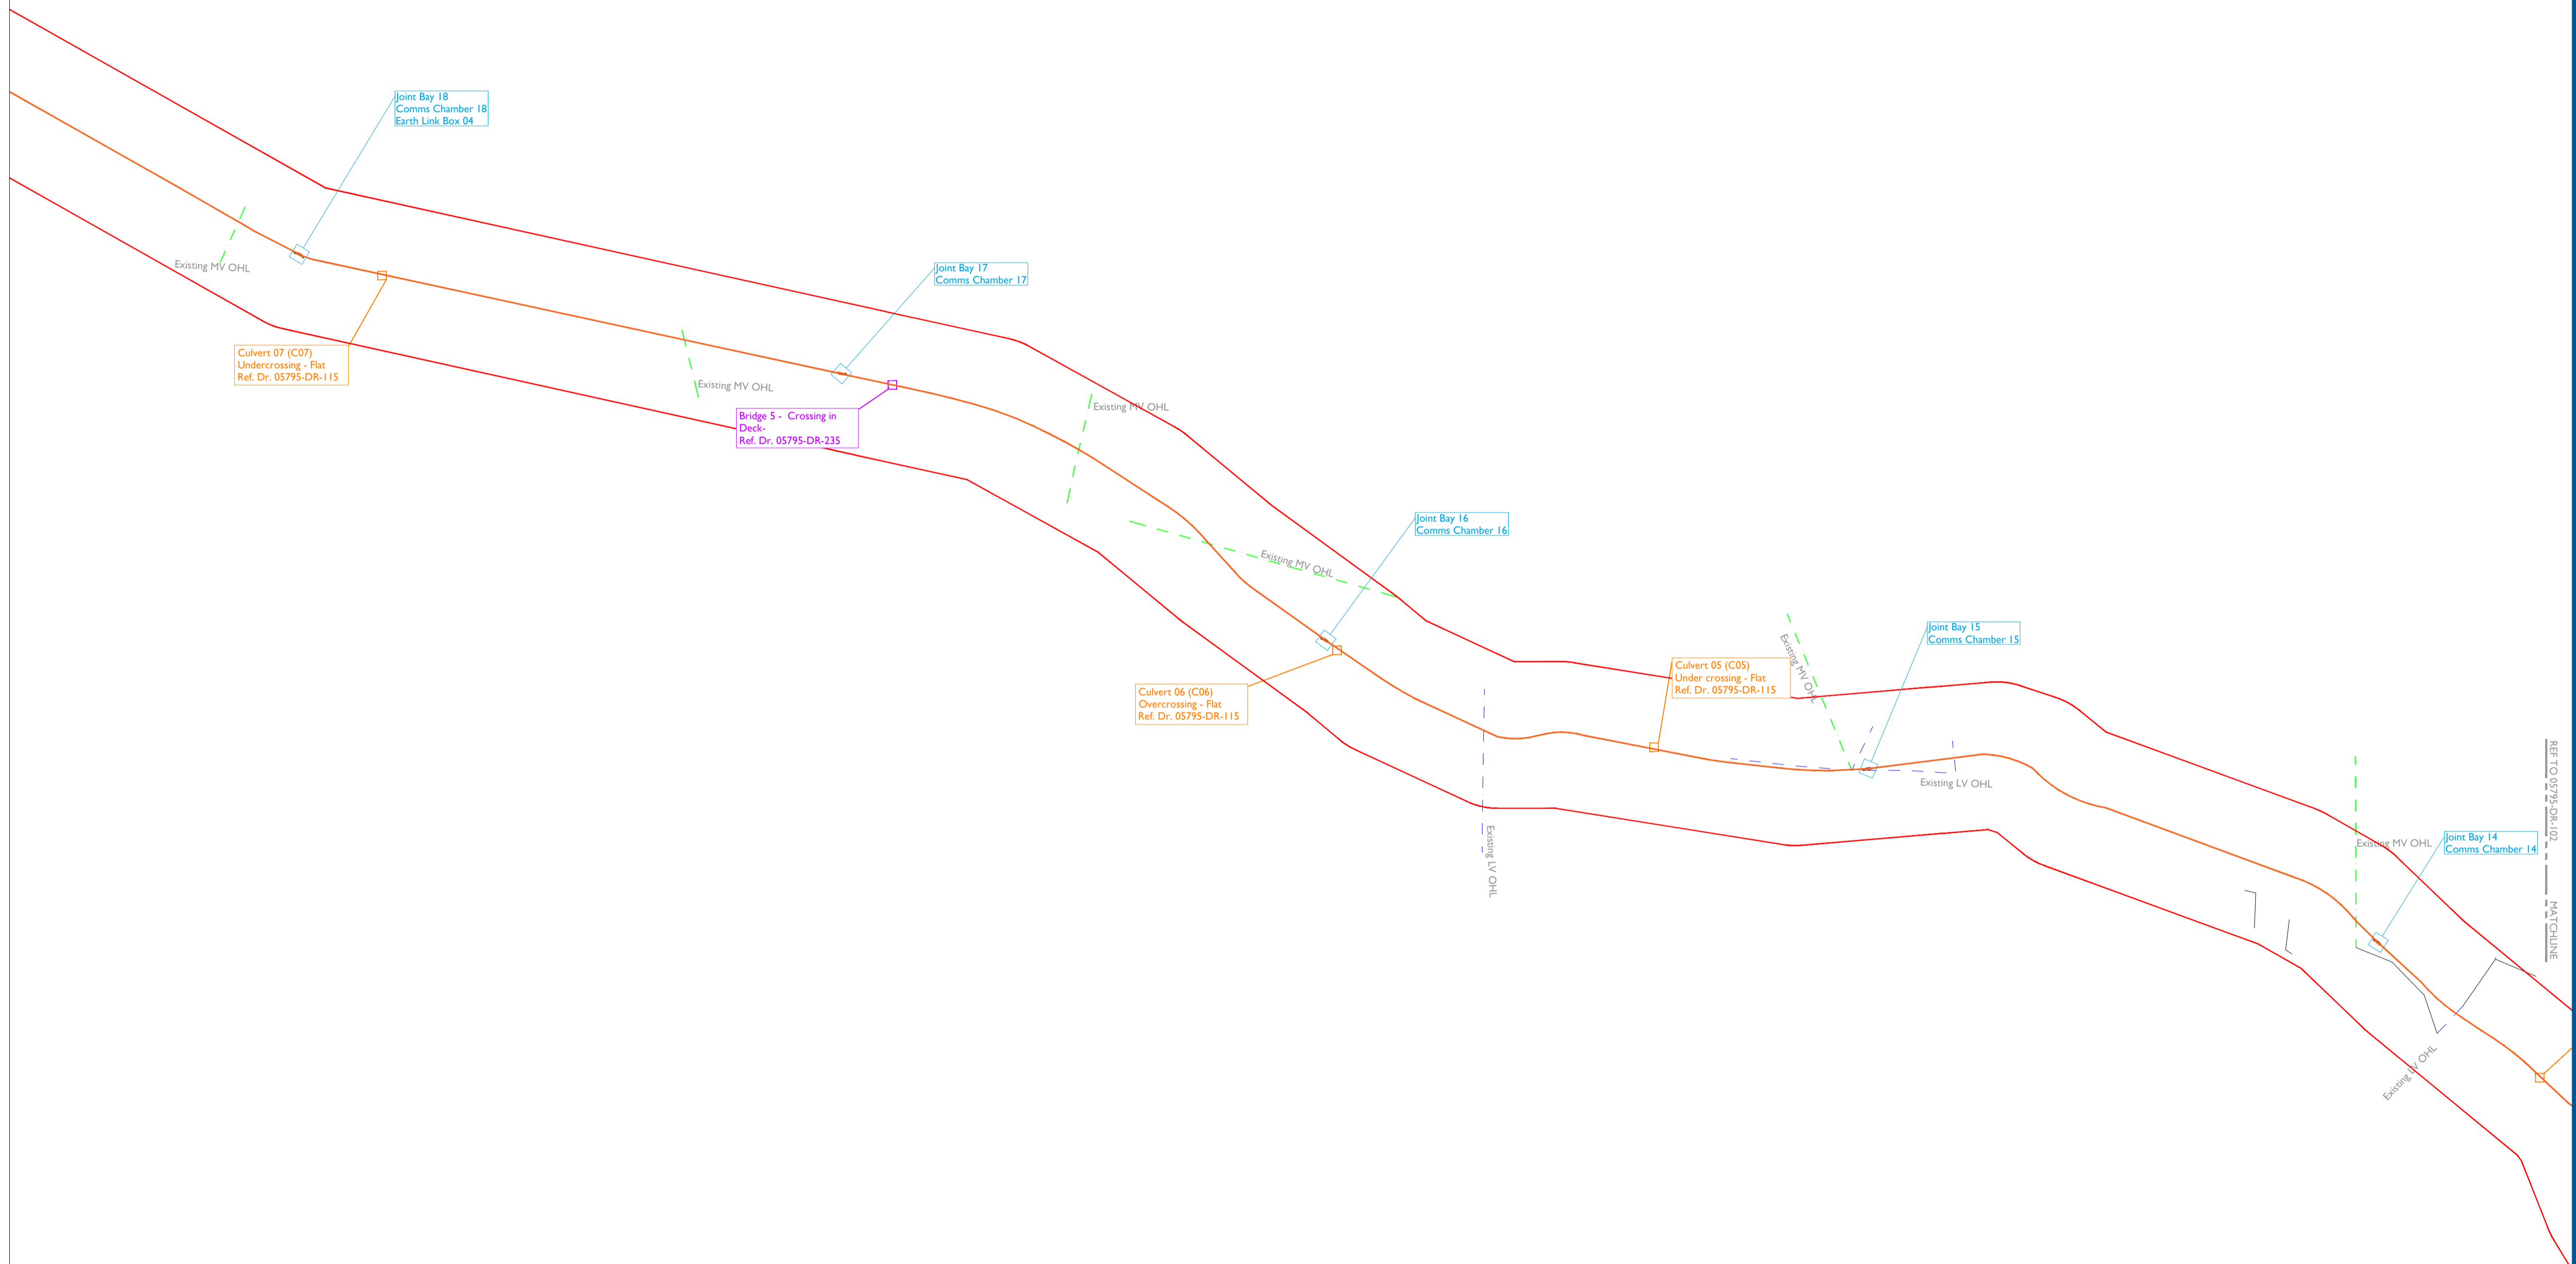 Joint Bay 18
Comms Chamber 18
Earth Link Box 04
Existing MV OHL
Culvert 07 (C07)
Undercrossing - Flat
Ref. Dr. 05795-DR-115
Joint Bay 17
Comms Chamber 17
Existing MV OHL
Bridge 5 - Crossing in
Deck-
Ref. Dr. 05795-DR-235
Existing MV OHL
Existing MV OHL
Joint Bay 16
Comms Chamber 16
Culvert 06 (C06)
Overcrossing - Flat
Ref. Dr. 05795-DR-115
Existing LV OHL
Culvert 05 (C05)
Under crossing - Flat
Ref. Dr. 05795-DR-115
Existing MV OHL
Joint Bay 15
Comms Chamber 15
Existing LV OHL
Existing MV OHL
Joint Bay 14
Comms Chamber 14
Existing LV OHL
REF TO 05795-DR-102
MATCHLINE